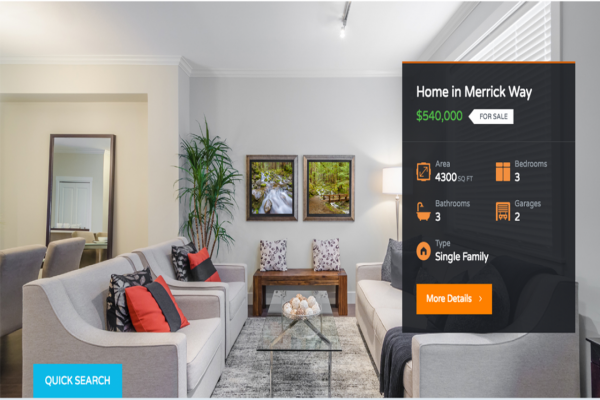 Home in Merrick Way
$540,000 FOR SALE
Area Bedrooms
4300 SQ FT 3
Bathrooms Garages
3 2
Type
Single Family
More Details
QUICK SEARCH